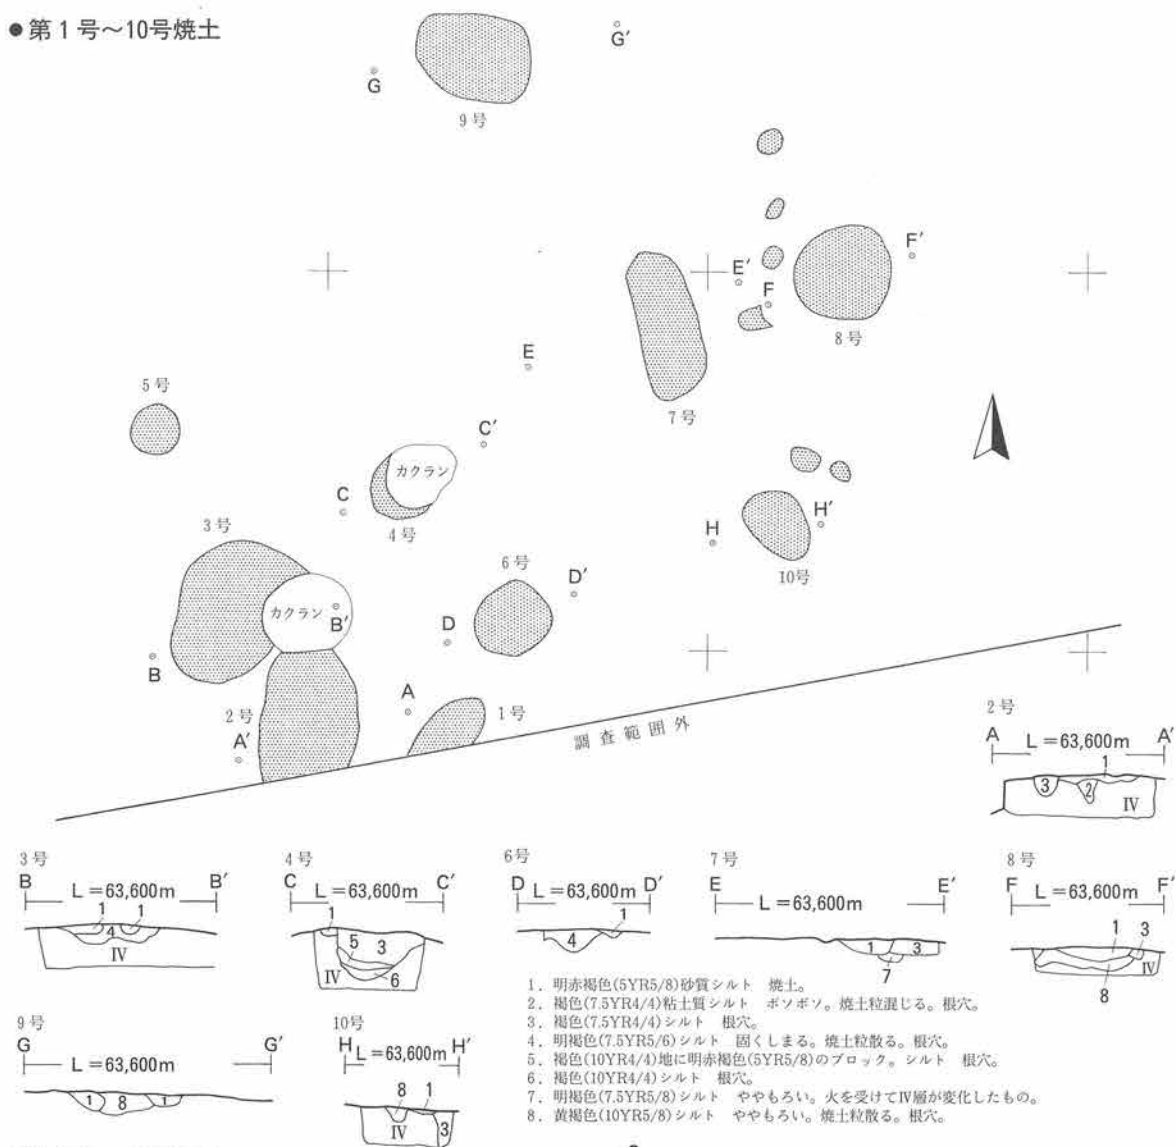 ●第1号～10号焼土
G′
G
9号
F′
E′
F
8号
E
7号
5号
C′
カクラン
C
4号
3号
H′
H
10号
6号
D′
カクラン
B′
D
B
A
1号
2号
A′
調査範囲外
2号
A A′
L＝63,600m
1
3 2
Ⅳ
3号
B B′
L＝63,600m
1 1
4
Ⅳ
4号
C C′
L＝63,600m
1
5 3
Ⅳ 6
6号
D D′
L＝63,600m
1
4
7号
E E′
L＝63,600m
1 3
7
8号
F F′
L＝63,600m
1 3
Ⅳ
8
9号
G G′
L＝63,600m
1 8 1
10号
H H′
L＝63,600m
8 1
Ⅳ 3
1．明赤褐色(5YR5/8)砂質シルト　焼土。
2．褐色(7.5YR4/4)粘土質シルト　ボソボソ。焼土粒混じる。根穴。
3．褐色(7.5YR4/4)シルト　根穴。
4．明褐色(7.5YR5/6)シルト　固くしまる。焼土粒散る。根穴。
5．褐色(10YR4/4)地に明赤褐色(5YR5/8)のブロック。シルト　根穴。
6．褐色(10YR4/4)シルト　根穴。
7．明褐色(7.5YR5/8)シルト　ややもろい。火を受けてⅣ層が変化したもの。
8．黄褐色(10YR5/8)シルト　ややもろい。焼土粒散る。根穴。